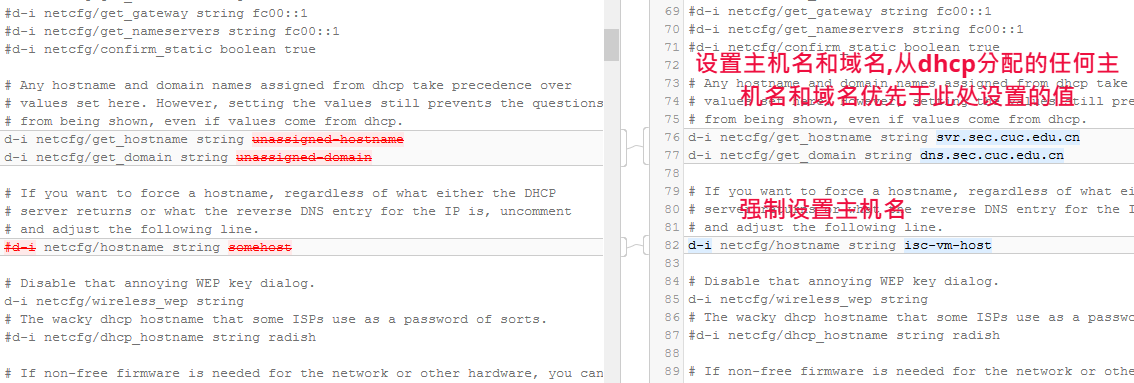 #d-i netcfg/get_gateway string fc00::1
#d-i netcfg/get_nameservers string fc00::1
#d-i netcfg/confirm_static boolean true
# Any hostname and domain names assigned from dhcp take precedence over
# values set here. However, setting the values still prevents the questions
# from being shown, even if values come from dhcp.
d-i netcfg/get_hostname string unassigned-hostname
d-i netcfg/get_domain string unassigned-domain
# If you want to force a hostname, regardless of what either the DHCP
# server returns or what the reverse DNS entry for the IP is, uncomment
# and adjust the following line.
#d-i netcfg/hostname string somehost
# Disable that annoying WEP key dialog.
d-i netcfg/wireless_wep string
# The wacky dhcp hostname that some ISPs use as a password of sorts.
#d-i netcfg/dhcp_hostname string radish
# If non-free firmware is needed for the network or other hardware, you can
69 #d-i netcfg/get_gateway string fc00::1
70 #d-i netcfg/get_nameservers string fc00::1
71 #d-i netcfg/confirm_static boolean true
72
设置主机名和域名,从dhcp分配的任何主
73 # Any hostname and domain names assigned from dhcp take pre
机名和域名优先于此处设置的值
74 # values set here. However, setting the values still pre
75 # from being shown, even if values come from dhcp.
76 d-i netcfg/get_hostname string svr.sec.cuc.edu.cn
77 d-i netcfg/get_domain string dns.sec.cuc.edu.cn
78
79 # If you want to force a hostname, regardless of what ei
强制设置主机名
80 # server returns or what the reverse DNS entry for the I
81 # and adjust the following line.
82 d-i netcfg/hostname string isc-vm-host
83
84 # Disable that annoying WEP key dialog.
85 d-i netcfg/wireless_wep string
86 # The wacky dhcp hostname that some ISPs use as a passwo
87 #d-i netcfg/dhcp_hostname string radish
88
89 # If non-free firmware is needed for the network or othe